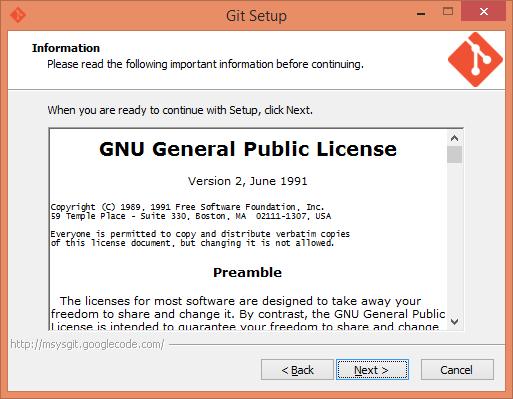 Git Setup
Information
Please read the following important information before continuing.
When you are ready to continue with Setup, click Next.
GNU General Public License
Version 2, June 1991
Copyright (C) 1989, 1991 Free Software Foundation, Inc.
59 Temple Place - Suite 330, Boston, MA  02111-1307, USA
Everyone is permitted to copy and distribute verbatim copies
of this license document, but changing it is not allowed.
Preamble
The licenses for most software are designed to take away your
freedom to share and change it. By contrast, the GNU General Public
License is intended to guarantee your freedom to share and change
http://msysgit.googlecode.com/
< Back
Next >
Cancel